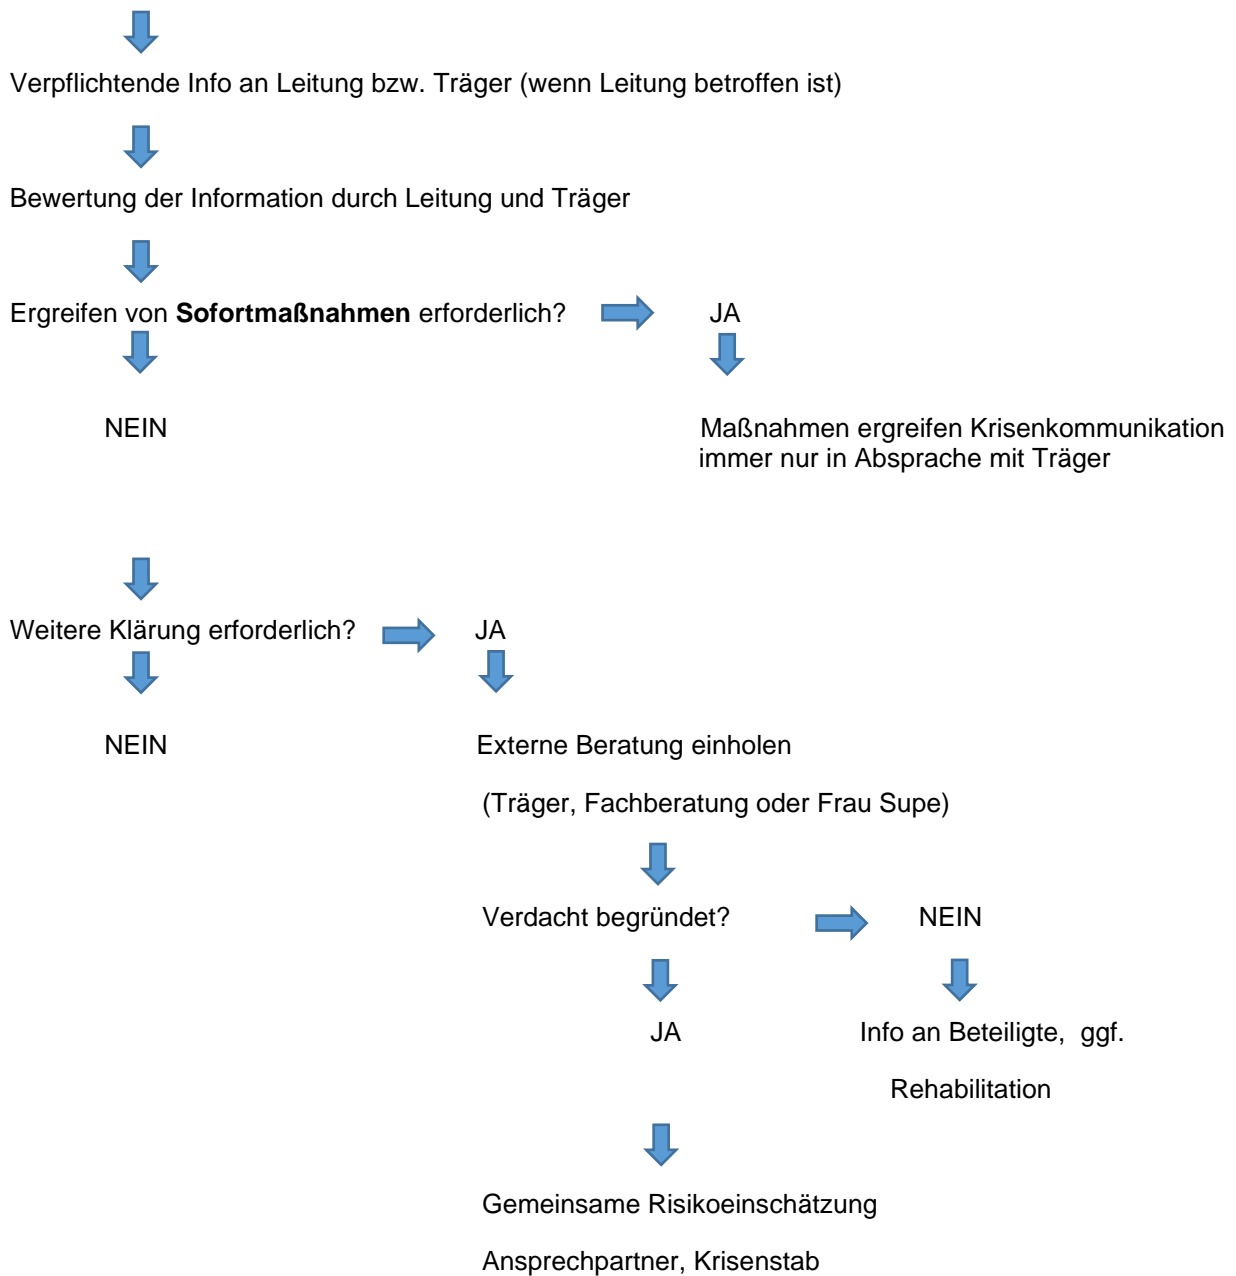 Verpflichtende Info an Leitung bzw. Träger (wenn Leitung betroffen ist)
Bewertung der Information durch Leitung und Träger
Ergreifen von Sofortmaßnahmen erforderlich? JA
NEIN Maßnahmen ergreifen Krisenkommunikation
immer nur in Absprache mit Träger
Weitere Klärung erforderlich? JA
NEIN Externe Beratung einholen
(Träger, Fachberatung oder Frau Supe)
Verdacht begründet? NEIN
JA Info an Beteiligte, ggf.
Rehabilitation
Gemeinsame Risikoeinschätzung
Ansprechpartner, Krisenstab